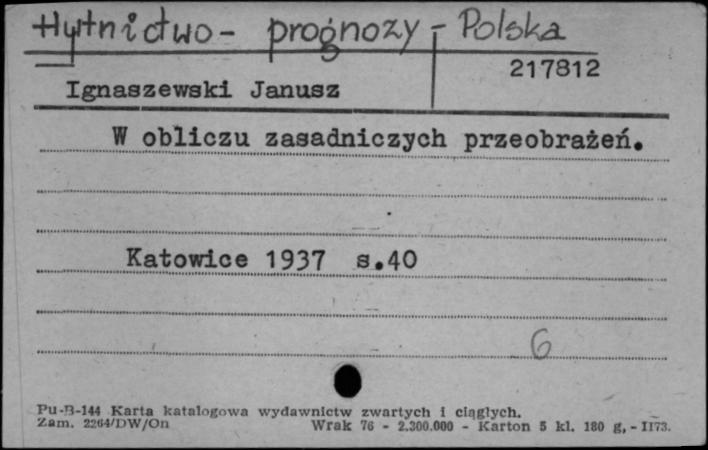 Hutnictwo - prognozy - Polska
217812
Ignaszewski Janusz
W obliczu zasadniczych przeobrażeń.
Katowice 1937 s.40
6
Pu-B-144 Karta katalogowa wydawnictw zwartych i ciągłych.
Zam. 2264/DW/On Wrak 76 - 2.300.000 - Karton 5 kl. 180 g, - II73.